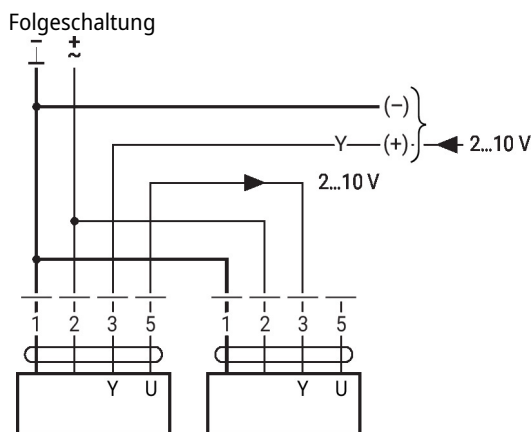 Folgeschaltung
− +
⊥ ~
(−)
Y (+) 2...10 V
2...10 V
1 2 3 5 1 2 3 5
Y U Y U